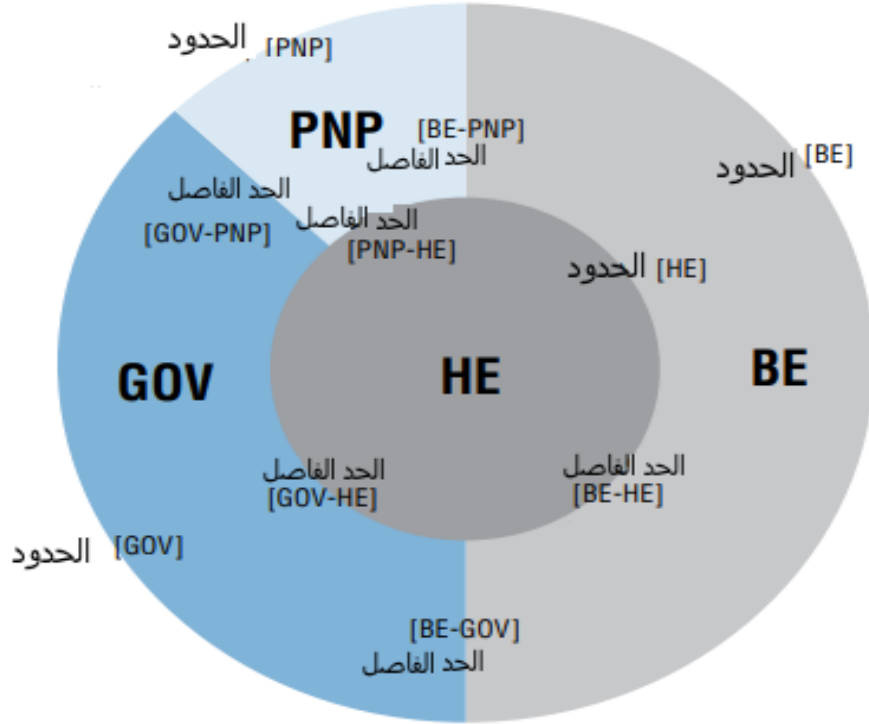 الحدود [PNP]
PNP
[BE-PNP]
الحد الفاصل
الحدود [BE]
الحد الفاصل
[GOV-PNP]
الحد الفاصل
[PNP-HE]
الحدود [HE]
GOV
HE
BE
الحد الفاصل
[GOV-HE]
الحد الفاصل
[BE-HE]
الحدود [GOV]
[BE-GOV]
الحد الفاصل